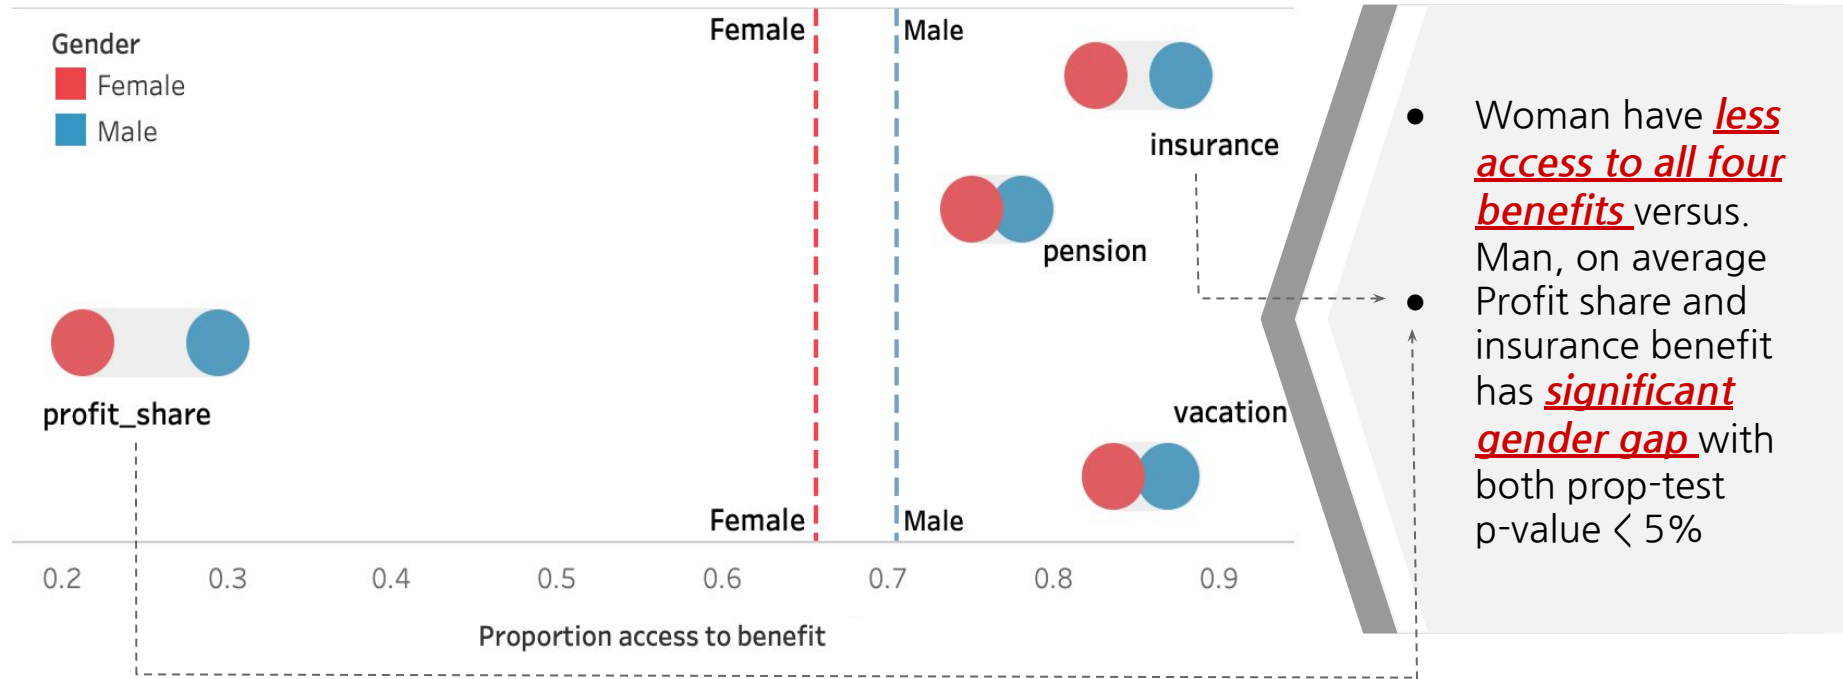 Female
Male
Gender
Female
Male
insurance
pension
profit_share
vacation
Female
Male
0.2 0.3 0.4 0.5 0.6 0.7 0.8 0.9
Proportion access to benefit
● Woman have less
access to all four
benefits versus.
Man, on average
● Profit share and
insurance benefit
has significant
gender gap with
both prop-test
p-value < 5%